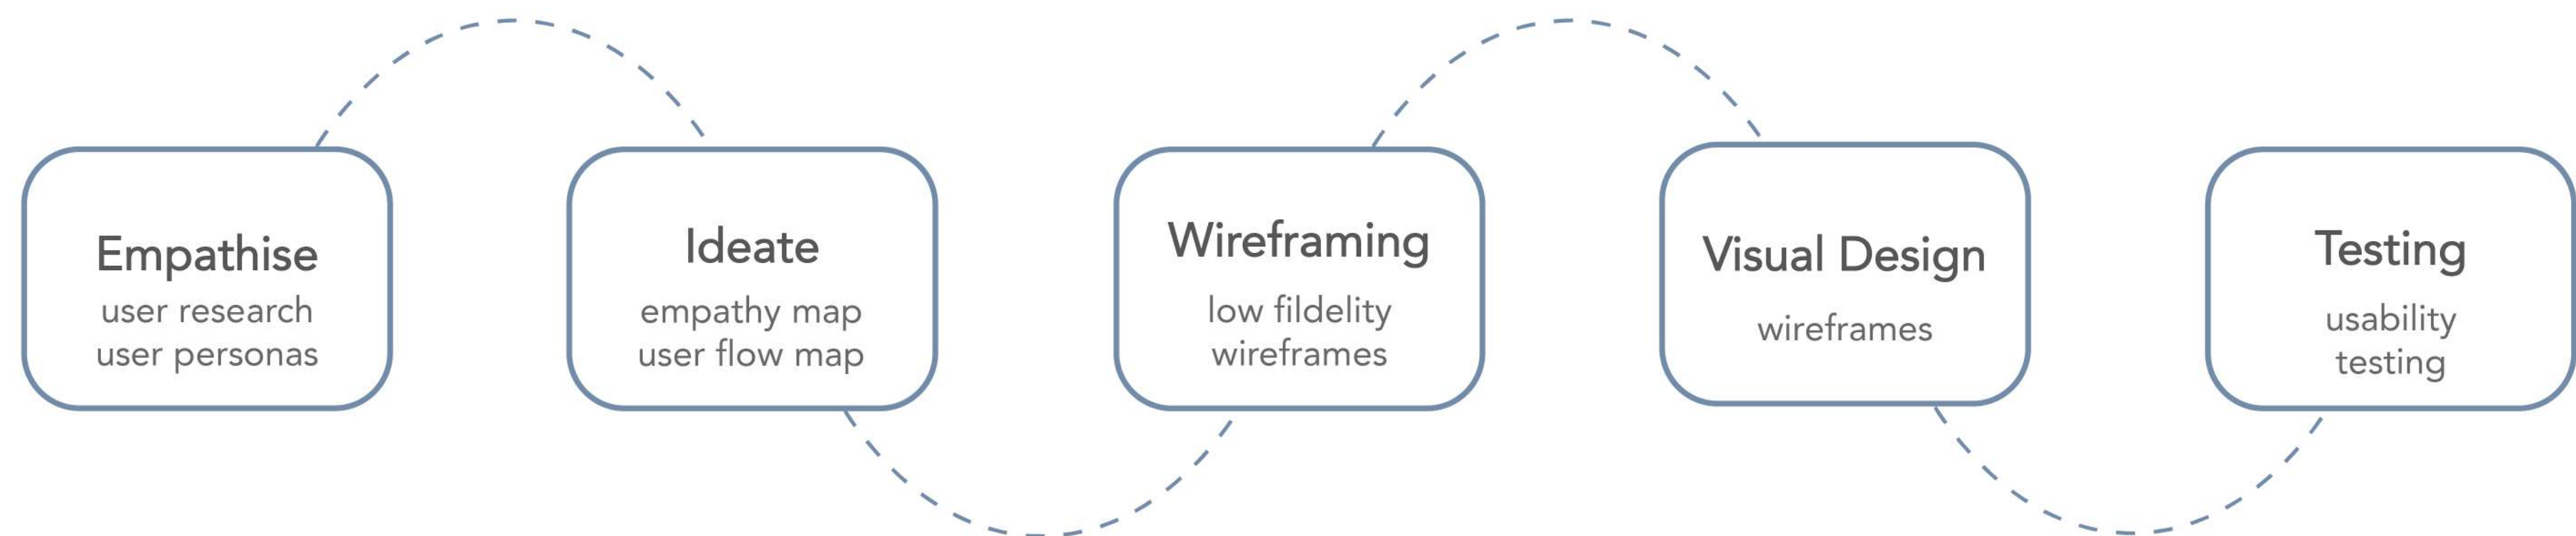 Empathise
user research
user personas
Ideate
empathy map
user flow map
Wireframing
low fildelity
wireframes
Visual Design
wireframes
Testing
usability
testing